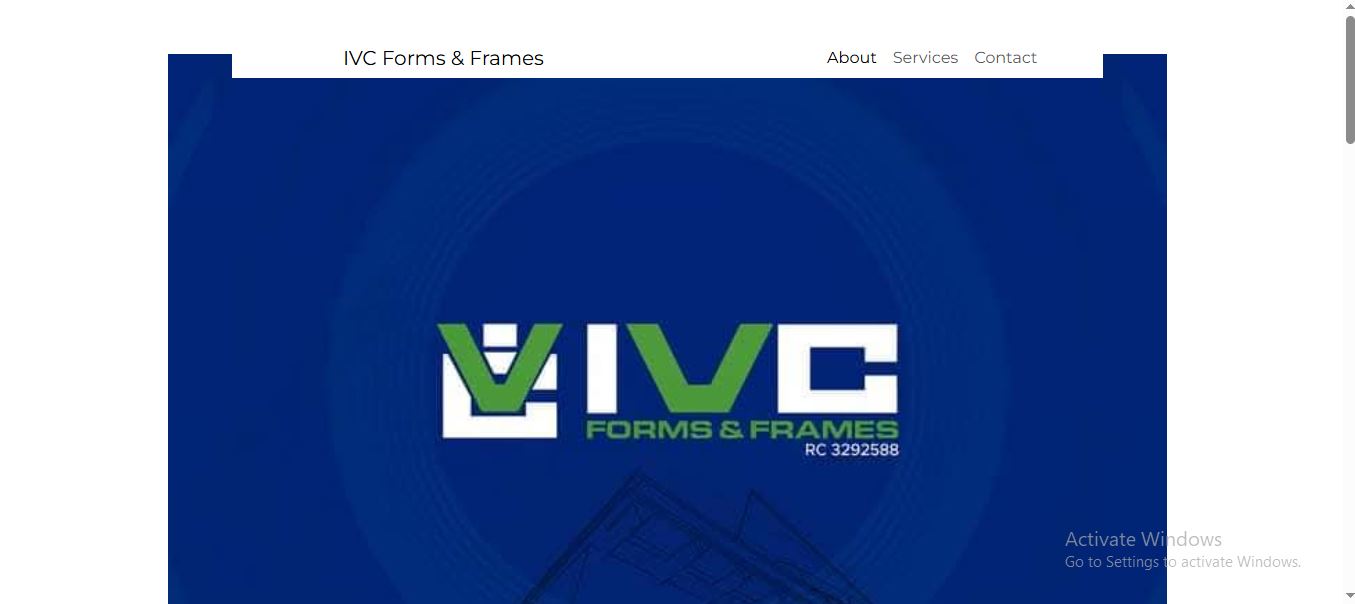 IVC Forms & Frames
About Services Contact
IVC
FORMS & FRAMES
RC 3292588
Activate Windows
Go to Settings to activate Windows.